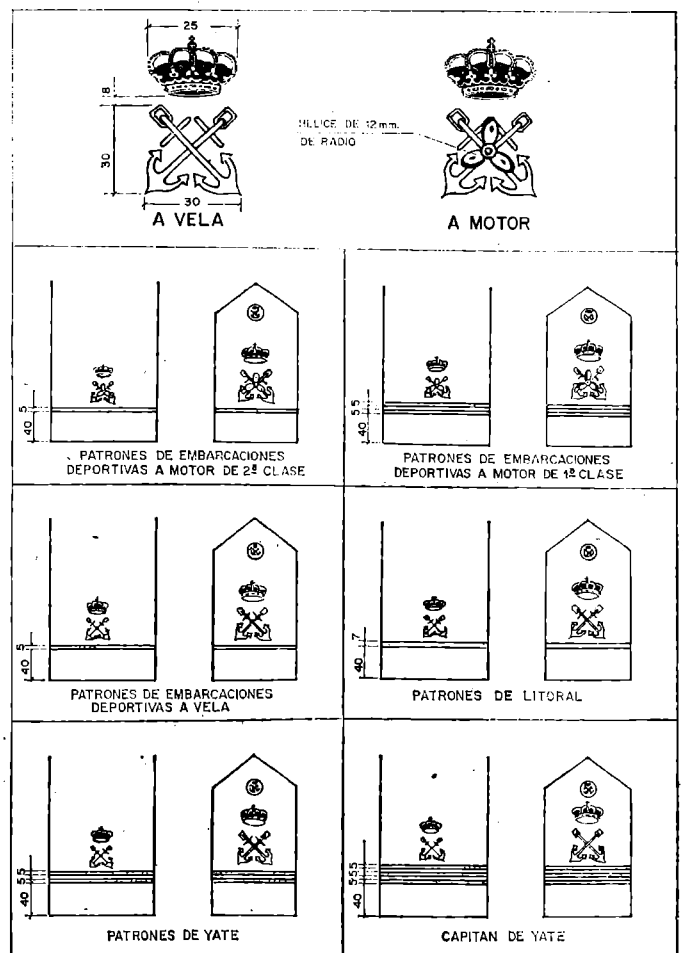 25
8
30
30
A VELA
HELICE DE 12 mm.
DE RADIO
A MOTOR
5
40
PATRONES DE EMBARCACIONES
DEPORTIVAS A MOTOR DE 2ª CLASE
55
40
PATRONES DE EMBARCACIONES
DEPORTIVAS A MOTOR DE 1ª CLASE
5
40
PATRONES DE EMBARCACIONES
DEPORTIVAS A VELA
7
40
PATRONES DE LITORAL
40
PATRONES DE YATE
40
CAPITAN DE YATE